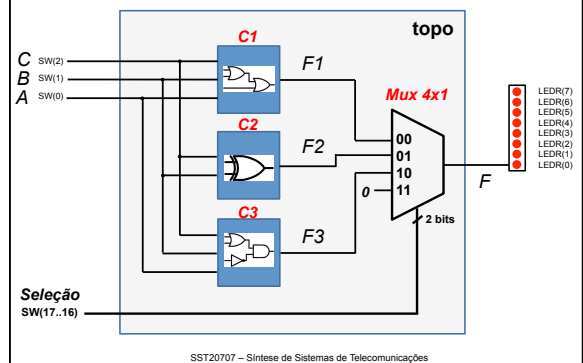 topo
C1
C SW(2)
B SW(1)
A SW(0)
F1
Mux 4x1
LEDR(7)
LEDR(6)
LEDR(5)
LEDR(4)
LEDR(3)
LEDR(2)
LEDR(1)
LEDR(0)
C2
F2
00
01
10
11
0
F
C3
F3
2 bits
Seleção
SW(17..16)
SST20707 – Síntese de Sistemas de Telecomunicações